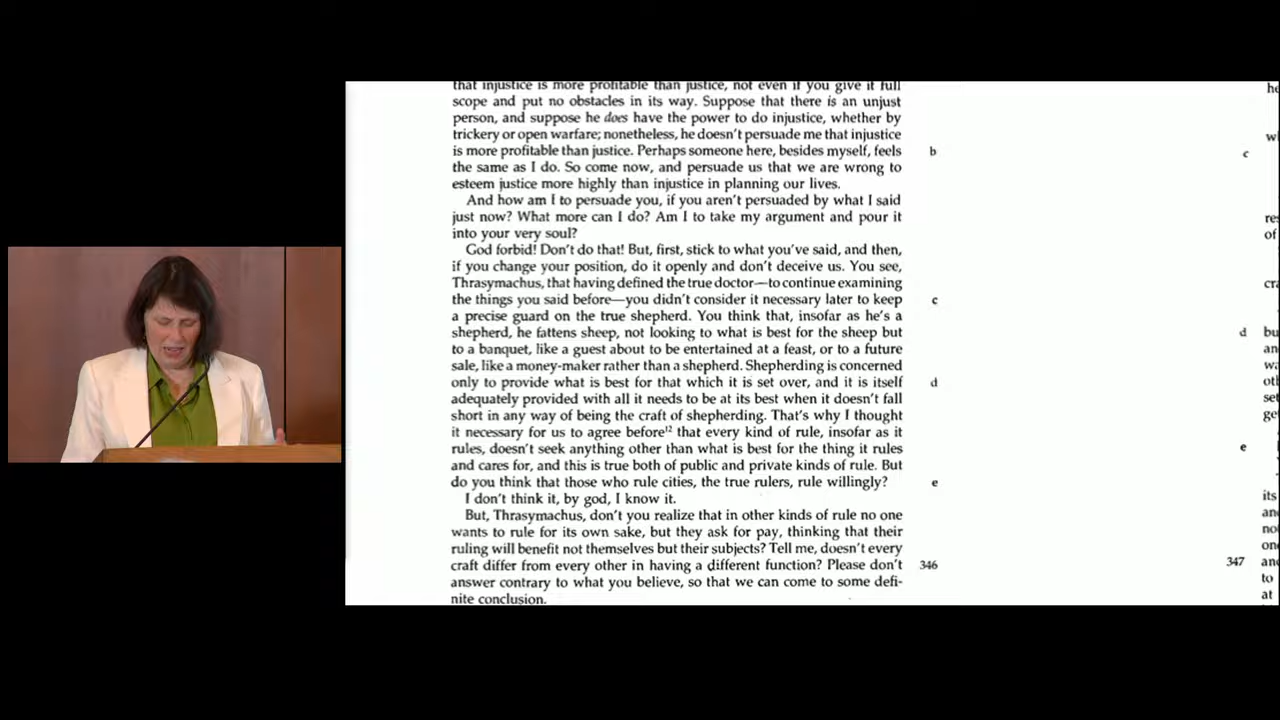 that injustice is more profitable than justice, not even if you give it full
scope and put no obstacles in its way. Suppose that there is an unjust
person, and suppose he does have the power to do injustice, whether by
trickery or open warfare; nonetheless, he doesn't persuade me that injustice
is more profitable than justice. Perhaps someone here, besides myself, feels b
the same as I do. So come now, and persuade us that we are wrong to
esteem justice more highly than injustice in planning our lives.
And how am I to persuade you, if you aren't persuaded by what I said
just now? What more can I do? Am I to take my argument and pour it
into your very soul?
God forbid! Don't do that! But, first, stick to what you've said, and then,
if you change your position, do it openly and don't deceive us. You see,
Thrasymachus, that having defined the true doctor—to continue examining
the things you said before—you didn't consider it necessary later to keep c
a precise guard on the true shepherd. You think that, insofar as he's a
shepherd, he fattens sheep, not looking to what is best for the sheep but
to a banquet, like a guest about to be entertained at a feast, or to a future
sale, like a money-maker rather than a shepherd. Shepherding is concerned
only to provide what is best for that which it is set over, and it is itself d
adequately provided with all it needs to be at its best when it doesn't fall
short in any way of being the craft of shepherding. That's why I thought
it necessary for us to agree before¹² that every kind of rule, insofar as it
rules, doesn't seek anything other than what is best for the thing it rules
and cares for, and this is true both of public and private kinds of rule. But
do you think that those who rule cities, the true rulers, rule willingly? e
I don't think it, by god, I know it.
But, Thrasymachus, don't you realize that in other kinds of rule no one
wants to rule for its own sake, but they ask for pay, thinking that their
ruling will benefit not themselves but their subjects? Tell me, doesn't every
craft differ from every other in having a different function? Please don't 346
answer contrary to what you believe, so that we can come to some defi-
nite conclusion.
c
d
e
347
he
w
re
of
cra
bu
an
wa
oth
set
ge
its
an
no
on
an
to
at